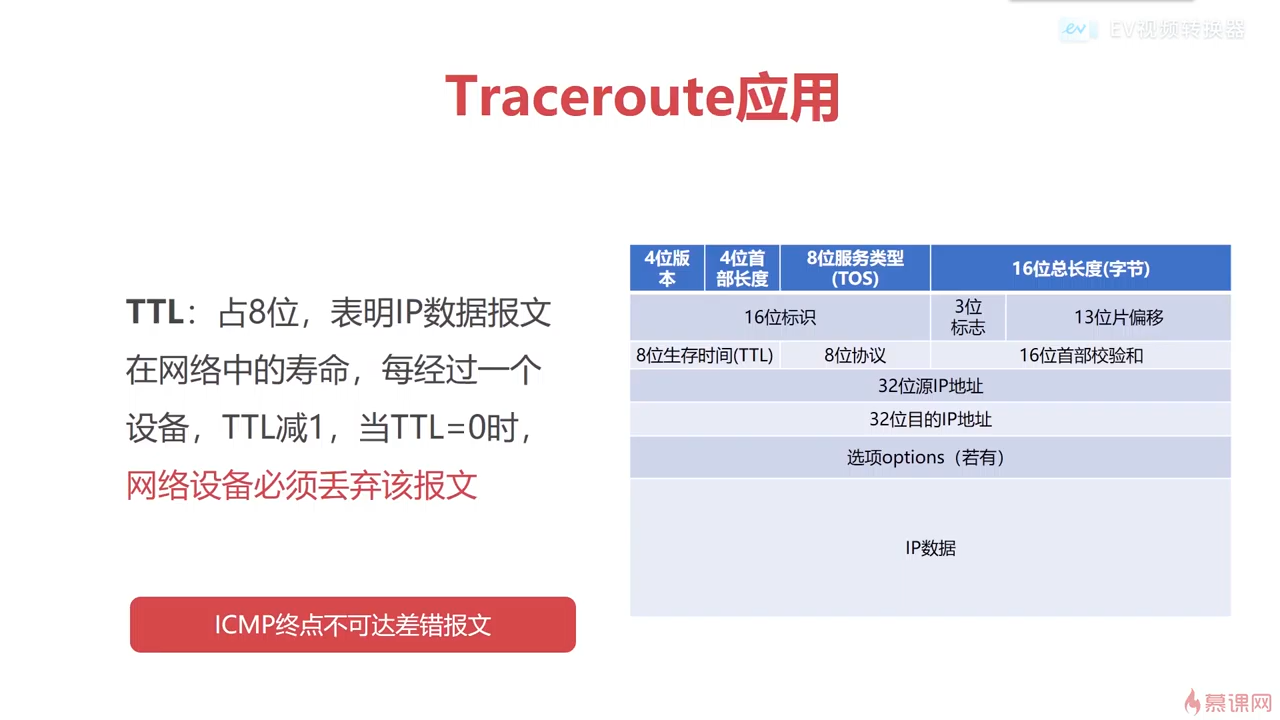 EV视频转换器
Traceroute应用
TTL：占8位，表明IP数据报文
在网络中的寿命，每经过一个
设备，TTL减1，当TTL=0时，
网络设备必须丢弃该报文
ICMP终点不可达差错报文
4位版
本
4位首
部长度
8位服务类型
(TOS)
16位总长度(字节)
16位标识
3位
标志
13位片偏移
8位生存时间(TTL)
8位协议
16位首部校验和
32位源IP地址
32位目的IP地址
选项options（若有）
IP数据
慕课网